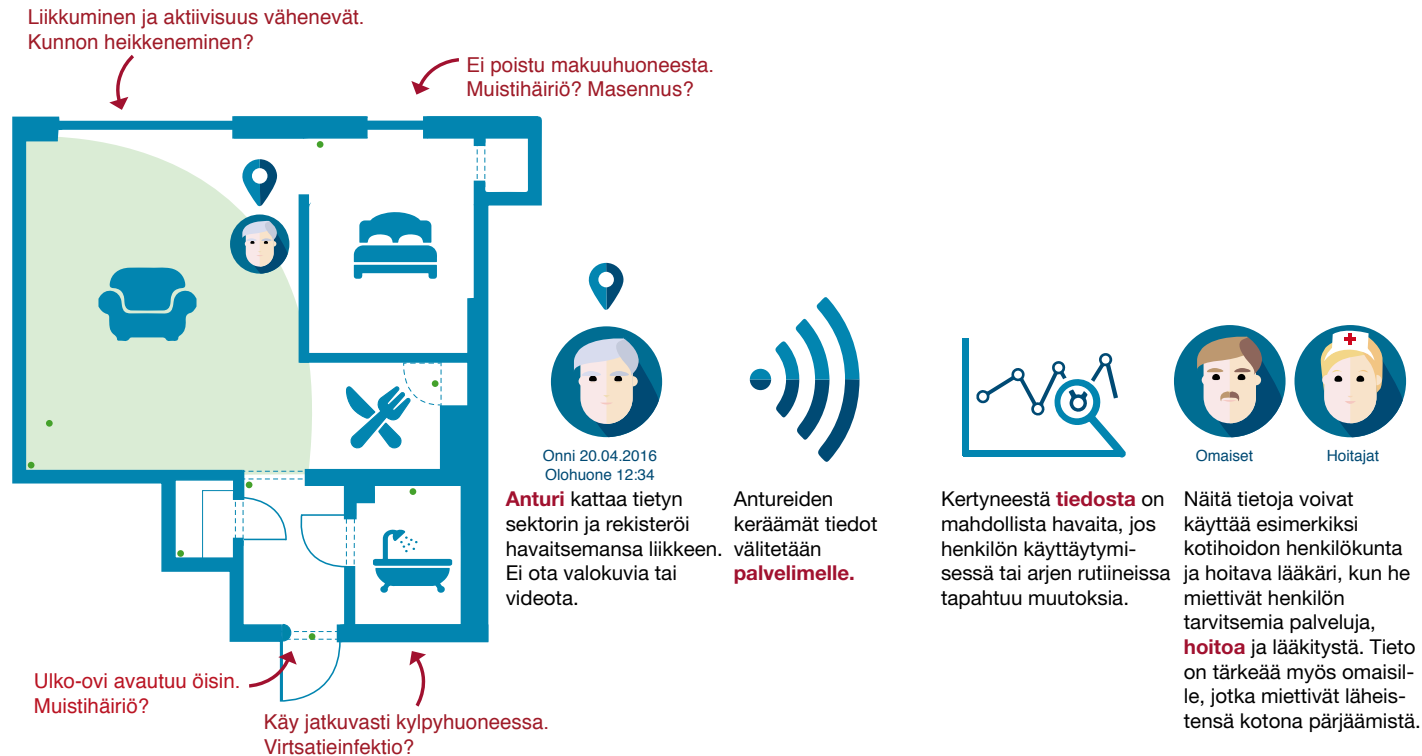 Liikkuminen ja aktiivisuus vähenevät.
Kunnon heikkeneminen?
Ei poistu makuuhuoneesta.
Muistihäiriö? Masennus?
Ulko-ovi avautuu öisin.
Muistihäiriö?
Käy jatkuvasti kylpyhuoneessa.
Virtsatieinfektio?
Onni 20.04.2016
Olohuone 12:34
Anturi kattaa tietyn
sektorin ja rekisteröi
havaitsemansa liikkeen.
Ei ota valokuvia tai
videota.
Antureiden
keräämät tiedot
välitetään
palvelimelle.
Kertyneestä tiedosta on
mahdollista havaita, jos
henkilön käyttäytymi-
sessä tai arjen rutiineissa
tapahtuu muutoksia.
Omaiset
Hoitajat
Näitä tietoja voivat
käyttää esimerkiksi
kotihoidon henkilökunta
ja hoitava lääkäri, kun he
miettivät henkilön
tarvitsemia palveluja,
hoitoa ja lääkitystä. Tieto
on tärkeää myös omaisil-
le, jotka miettivät läheis-
tensä kotona pärjäämistä.